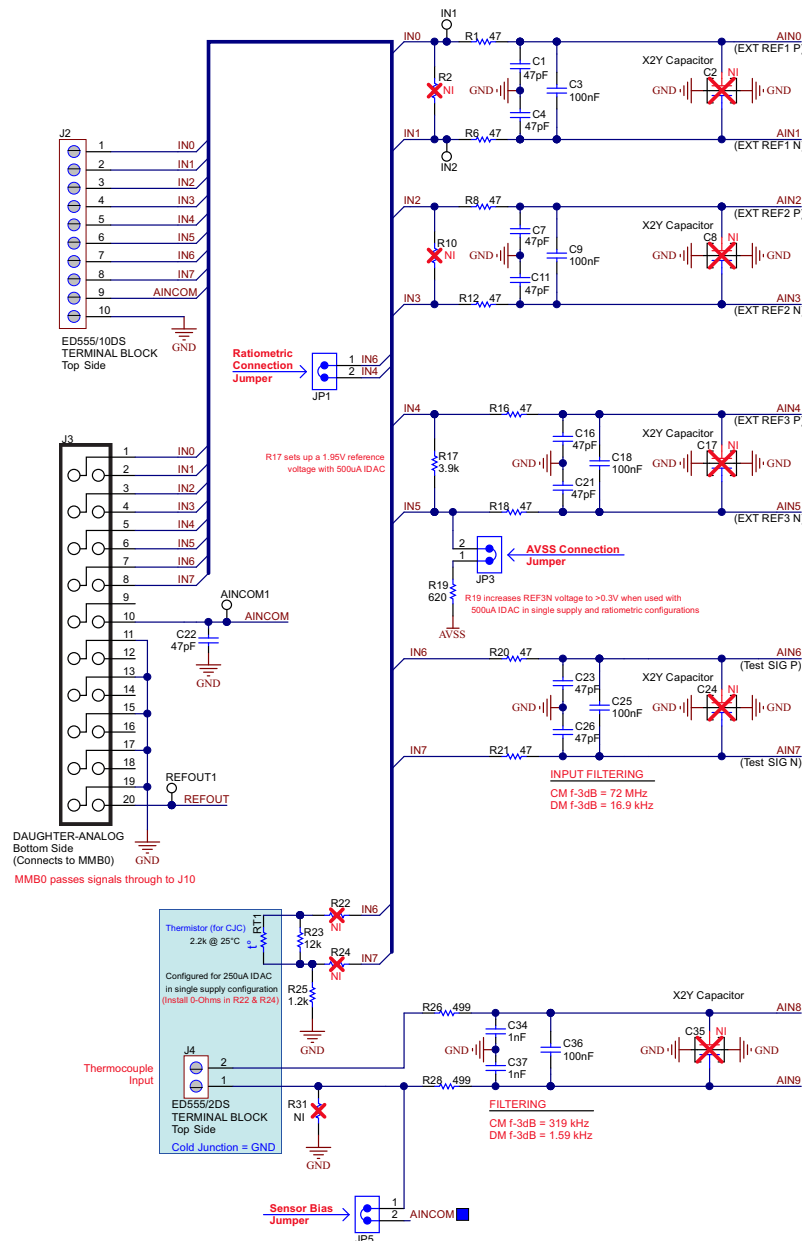 IN1
IN0
R1
47
AIN0
(EXT REF1 P)
C1
47pF
X2Y Capacitor
C2
NI
R2
NI
GND
C3
100nF
GND
GND
C4
47pF
IN1
R6
47
AIN1
(EXT REF1 N)
IN2
J2
1
IN0
2
IN1
3
IN2
4
IN3
5
IN4
6
IN5
7
IN6
8
IN7
9
AINCOM
10
GND
ED555/10DS
TERMINAL BLOCK
Top Side
IN2
R8
47
AIN2
(EXT REF2 P)
C7
47pF
X2Y Capacitor
C8
NI
R10
NI
GND
C9
100nF
GND
GND
C11
47pF
IN3
R12
47
AIN3
(EXT REF2 N)
Ratiometric
Connection
Jumper
1
IN6
2
IN4
JP1
IN4
R16
47
AIN4
(EXT REF3 P)
R17 sets up a 1.95V reference
voltage with 500uA IDAC
R17
3.9k
C16
47pF
X2Y Capacitor
C17
NI
GND
C18
100nF
GND
GND
C21
47pF
IN5
R18
47
AIN5
(EXT REF3 N)
2
1
JP3
AVSS Connection
Jumper
R19
620
R19 increases REF3N voltage to >0.3V when used with
500uA IDAC in single supply and ratiometric configurations
AVSS
J3
1
IN0
2
IN1
3
IN2
4
IN3
5
IN4
6
IN5
7
IN6
8
IN7
9
10
AINCOM1
AINCOM
C22
47pF
GND
11
12
13
14
15
16
17
18
19
20
REFOUT1
REFOUT
GND
DAUGHTER-ANALOG
Bottom Side
(Connects to MMB0)
MMB0 passes signals through to J10
IN6
R20
47
AIN6
(Test SIG P)
C23
47pF
X2Y Capacitor
C24
NI
GND
C25
100nF
GND
GND
C26
47pF
IN7
R21
47
AIN7
(Test SIG N)
INPUT FILTERING
CM f-3dB = 72 MHz
DM f-3dB = 16.9 kHz
Thermistor (for CJC)
2.2k @ 25°C
RT1
t°
R22
NI
IN6
R23
12k
R24
NI
IN7
Configured for 250uA IDAC
in single supply configuration
(Install 0-Ohms in R22 & R24)
R25
1.2k
GND
Thermocouple
Input
J4
2
1
ED555/2DS
TERMINAL BLOCK
Top Side
Cold Junction = GND
R31
NI
GND
R26
499
AIN8
C34
1nF
X2Y Capacitor
C35
NI
GND
C36
100nF
GND
GND
C37
1nF
R28
499
AIN9
FILTERING
CM f-3dB = 319 kHz
DM f-3dB = 1.59 kHz
Sensor Bias
Jumper
1
2
AINCOM
JP5